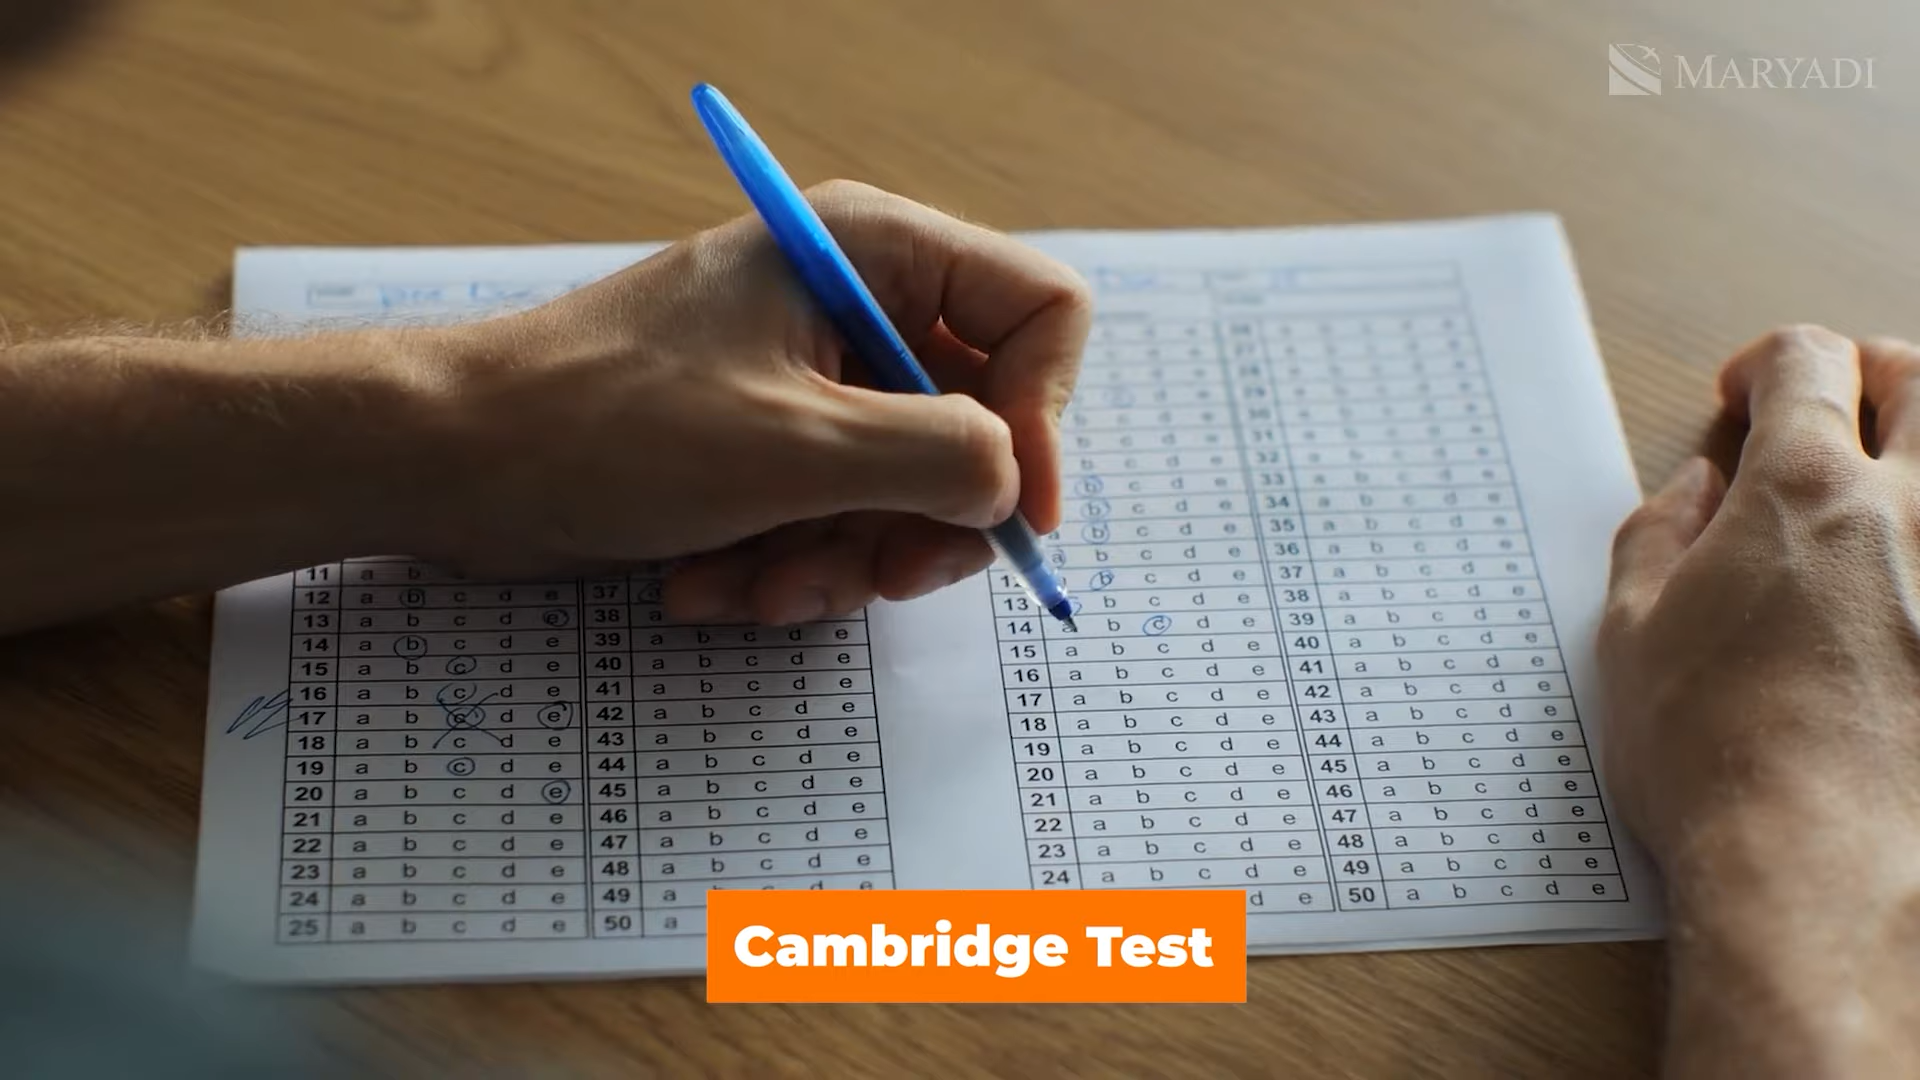 MARYADI
11 a b
12 a b c d e 37 a
13 a b c d e 38 a
14 a b c d e 39 a b c d e
15 a b c d e 40 a b c d e
16 a b c d e 41 a b c d e
17 a b c d e 42 a b c d e
18 a b c d e 43 a b c d e
19 a b c d e 44 a b c d e
20 a b c d e 45 a b c d e
21 a b c d e 46 a b c d e
22 a b c d e 47 a b c d e
23 a b c d e 48 a b c d e
24 a b c d e 49 a
25 a b c d e 50 a
31 a b c d e
32 a b c d e
b c d e 33 a b c d e
b c d e 34 a b c d e
a b c d e 35 a b c d e
a b c d e 36 a b c d e
b c d e 37 a b c d e
13 b c d e 38 a b c d e
14 a b c d e 39 a b c d e
15 a b c d e 40 a b c d e
16 a b c d e 41 a b c d e
17 a b c d e 42 a b c d e
18 a b c d e 43 a b c d e
19 a b c d e 44 a b c d e
20 a b c d e 45 a b c d e
21 a b c d e 46 a b c d e
22 a b c d e 47 a b c d e
23 a b c d e 48 a b c d e
24 a b c d e 49 a b c d e
d e 50 a b c d e
Cambridge Test